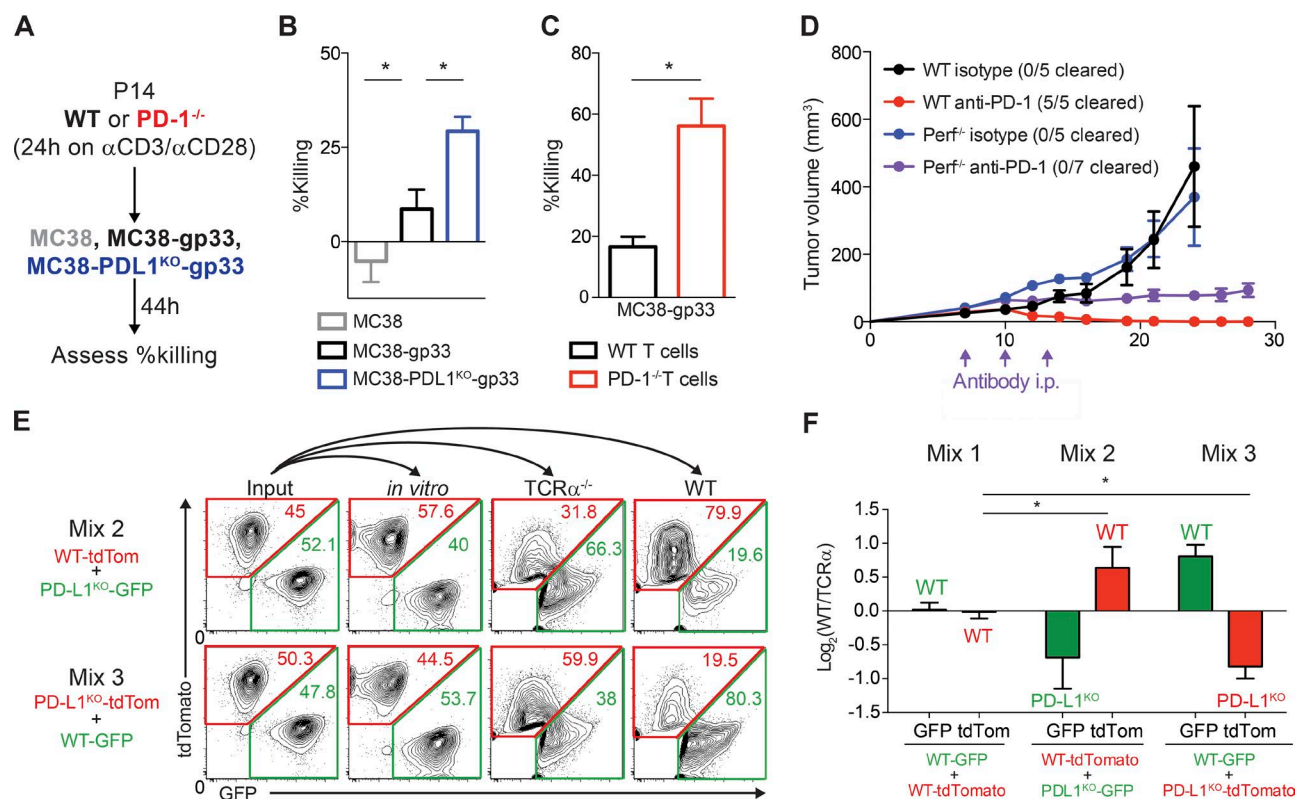 A
P14
WT or PD-1-/-
(24h on αCD3/αCD28)
MC38, MC38-gp33,
MC38-PDL1KO-gp33
44h
Assess %killing
B
50
25
0
%Killing
*
*
MC38
MC38-gp33
MC38-PDL1KO-gp33
C
80
60
40
20
0
%Killing
*
MC38-gp33
WT T cells
PD-1-/-T cells
D
800
600
400
200
0
Tumor volume (mm3)
WT isotype (0/5 cleared)
WT anti-PD-1 (5/5 cleared)
Perf-/- isotype (0/5 cleared)
Perf-/- anti-PD-1 (0/7 cleared)
0
10
20
30
Antibody i.p.
E
Input
in vitro
TCRα-/-
WT
Mix 2
WT-tdTom
+
PD-L1KO-GFP
45
52.1
57.6
40
31.8
66.3
79.9
19.6
0
Mix 3
PD-L1KO-tdTom
+
WT-GFP
50.3
47.8
44.5
53.7
59.9
38
19.5
80.3
tdTomato
0
GFP
F
Mix 1
Mix 2
Mix 3
*
*
1.5
1.0
0.5
0.0
-0.5
-1.0
-1.5
Log2(WT/TCRα)
WT
WT
WT
PD-L1KO
WT
PD-L1KO
GFP tdTom
GFP tdTom
GFP tdTom
WT-GFP
+
WT-tdTomato
WT-tdTomato
+
PDL1KO-GFP
WT-GFP
+
PD-L1KO-tdTomato